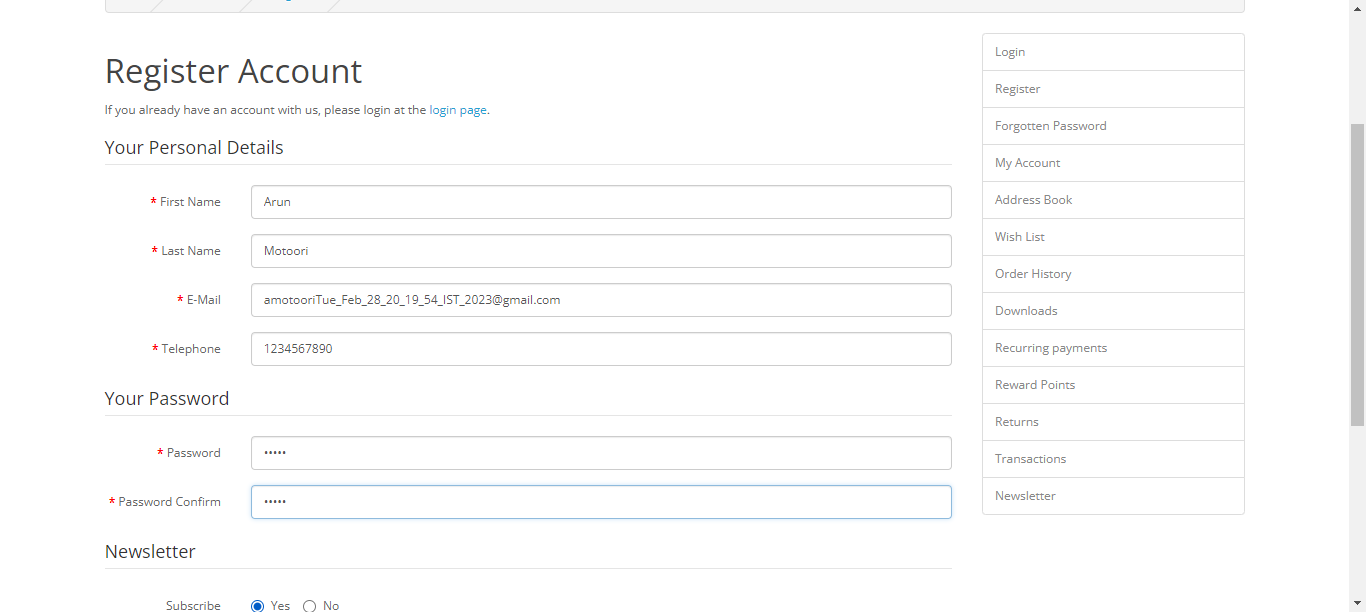 Register Account
If you already have an account with us, please login at the login page.
Your Personal Details
* First Name Arun
* Last Name Motoori
* E-Mail amotooriTue_Feb_28_20_19_54_IST_2023@gmail.com
* Telephone 1234567890
Your Password
* Password •••••
* Password Confirm •••••
Newsletter
Subscribe Yes No
Login
Register
Forgotten Password
My Account
Address Book
Wish List
Order History
Downloads
Recurring payments
Reward Points
Returns
Transactions
Newsletter